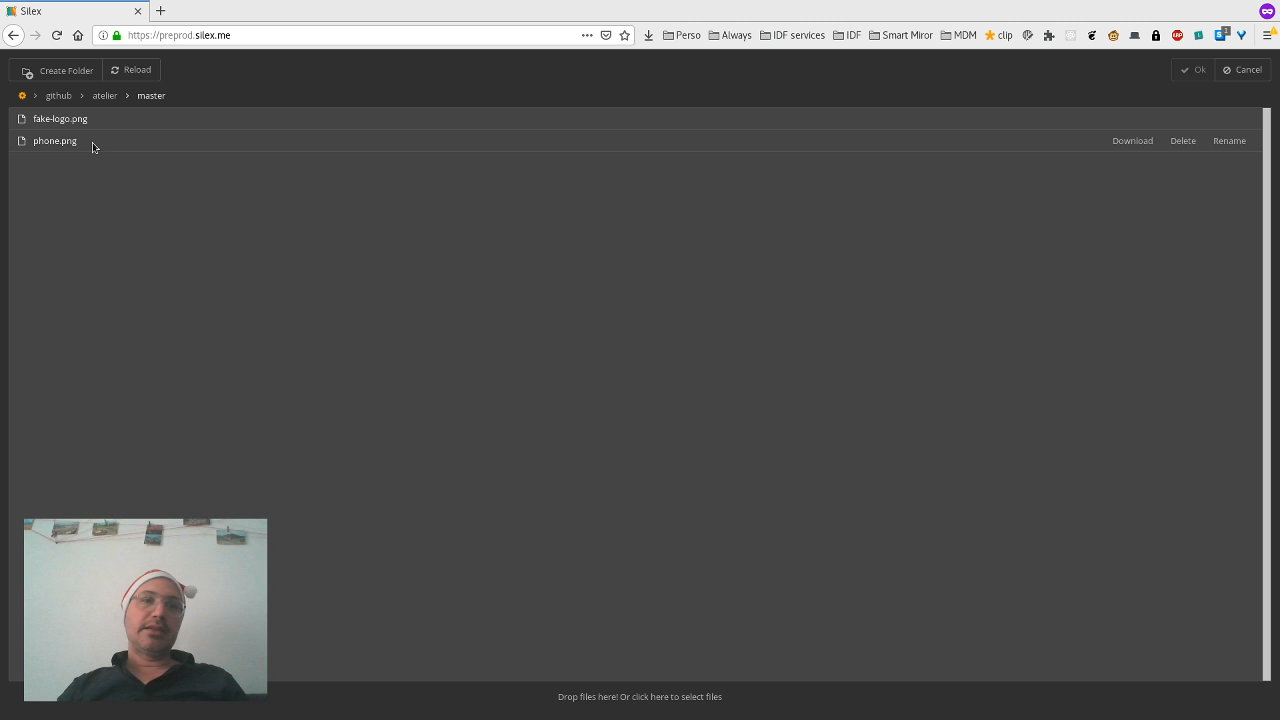 Silex
https://preprod.silex.me
Perso
Always
IDF services
IDF
Smart Miror
MDM
clip
Create Folder
Reload
Ok
Cancel
github
atelier
master
fake-logo.png
phone.png
Download
Delete
Rename
Drop files here! Or click here to select files